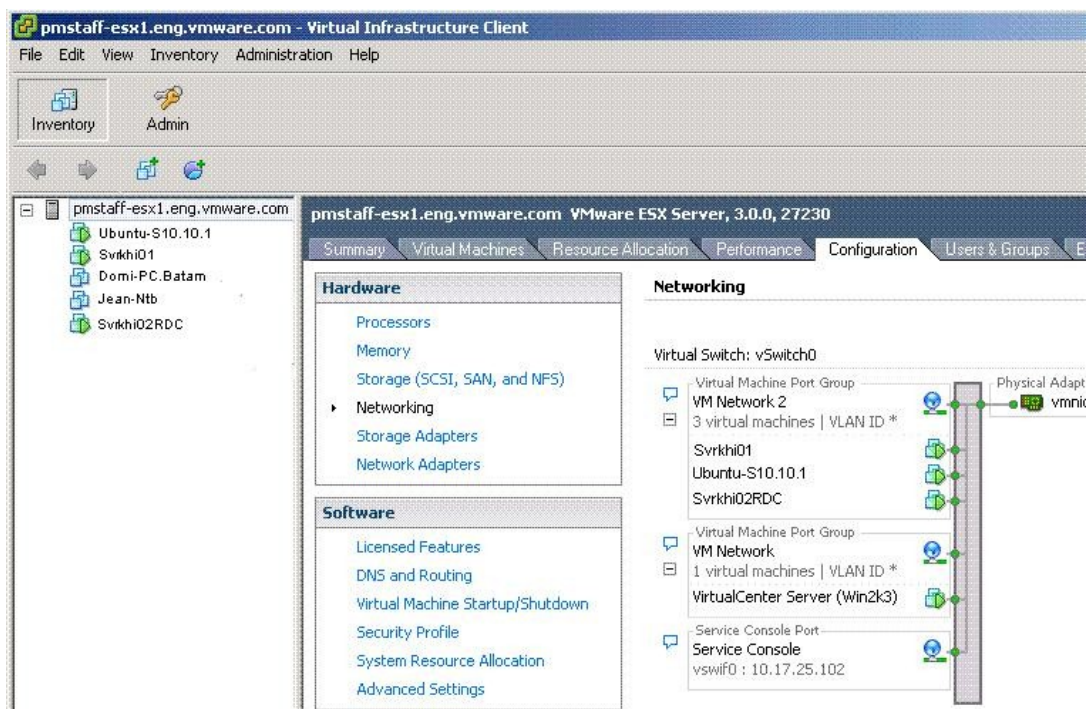 pmstaff-esx1.eng.vmware.com - Virtual Infrastructure Client
File Edit View Inventory Administration Help
Inventory Admin
pmstaff-esx1.eng.vmware.com
Ubuntu-S10.10.1
Svrkhi01
Domi-PC.Batam
Jean-Ntb
Svrkhi02RDC
pmstaff-esx1.eng.vmware.com VMware ESX Server, 3.0.0, 27230
Summary Virtual Machines Resource Allocation Performance Configuration Users & Groups E
Hardware
Processors
Memory
Storage (SCSI, SAN, and NFS)
Networking
Storage Adapters
Network Adapters
Software
Licensed Features
DNS and Routing
Virtual Machine Startup/Shutdown
Security Profile
System Resource Allocation
Advanced Settings
Networking
Virtual Switch: vSwitch0
Virtual Machine Port Group
VM Network 2
3 virtual machines | VLAN ID *
Svrkhi01
Ubuntu-S10.10.1
Svrkhi02RDC
Virtual Machine Port Group
VM Network
1 virtual machines | VLAN ID *
VirtualCenter Server (Win2k3)
Service Console Port
Service Console
vswif0 : 10.17.25.102
Physical Adapt
vmnic